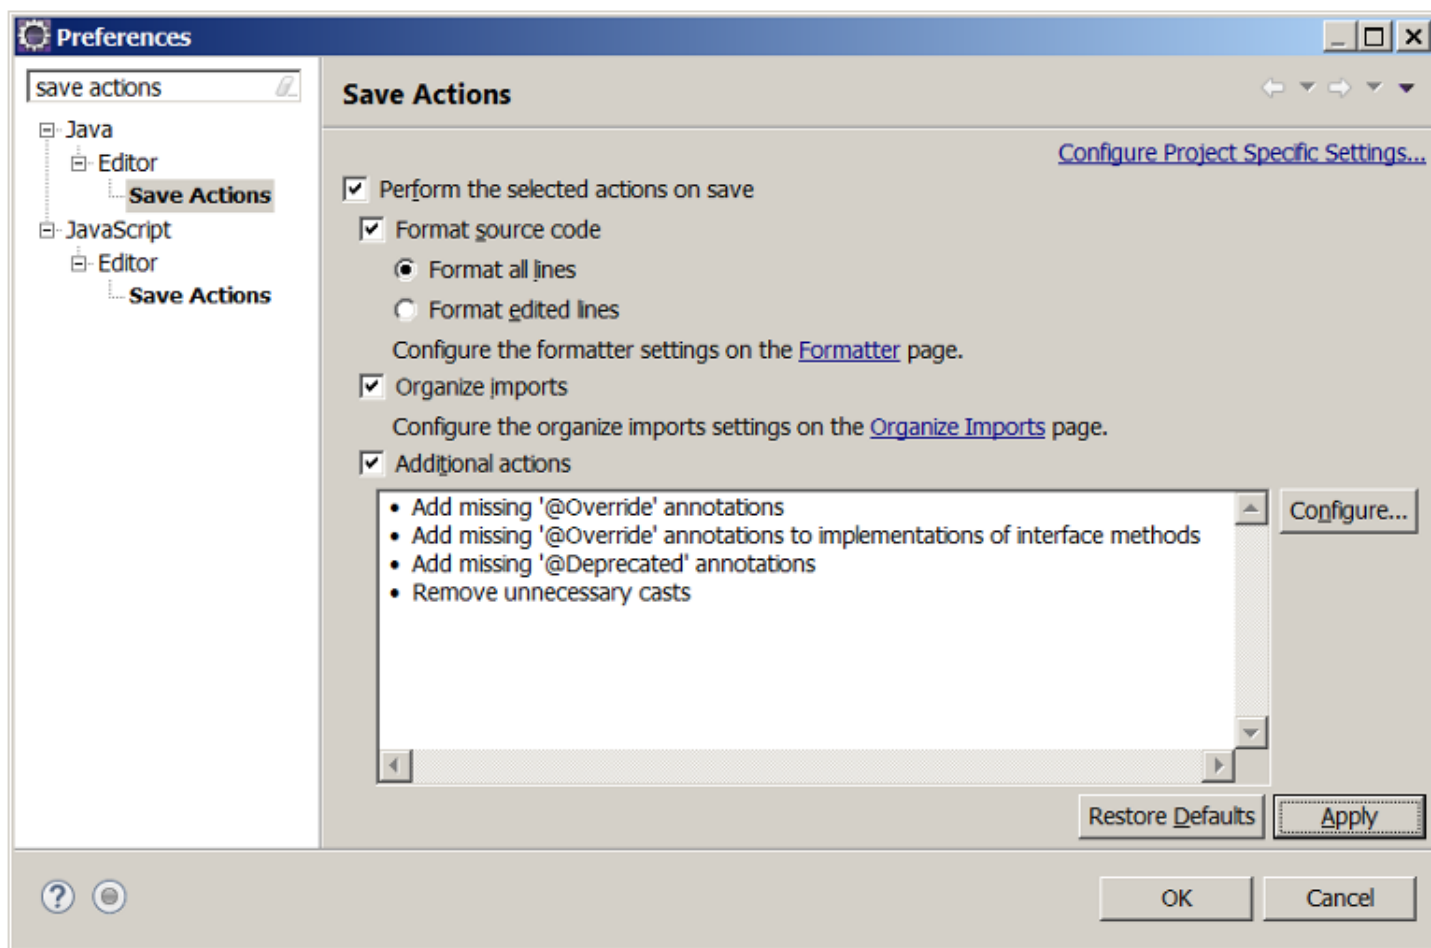 Preferences
save actions
Java
Editor
Save Actions
JavaScript
Editor
Save Actions
Save Actions
Configure Project Specific Settings...
Perform the selected actions on save
Format source code
Format all lines
Format edited lines
Configure the formatter settings on the Formatter page.
Organize imports
Configure the organize imports settings on the Organize Imports page.
Additional actions
• Add missing '@Override' annotations
• Add missing '@Override' annotations to implementations of interface methods
• Add missing '@Deprecated' annotations
• Remove unnecessary casts
Configure...
Restore Defaults
Apply
?
OK
Cancel